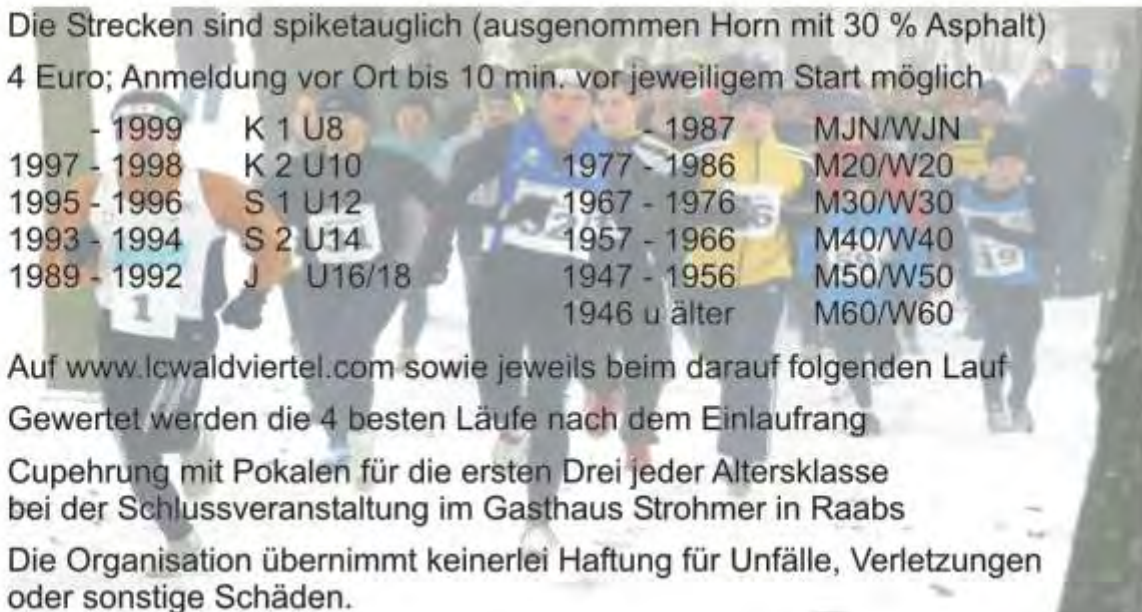 Die Strecken sind spiketauglich (ausgenommen Horn mit 30 % Asphalt)
4 Euro; Anmeldung vor Ort bis 10 min. vor jeweiligem Start möglich
- 1999 K 1 U8 - 1987 MJN/WJN
1997 - 1998 K 2 U10 1977 - 1986 M20/W20
1995 - 1996 S 1 U12 1967 - 1976 M30/W30
1993 - 1994 S 2 U14 1957 - 1966 M40/W40
1989 - 1992 J U16/18 1947 - 1956 M50/W50
1946 u älter M60/W60
Auf www.lcwaldviertel.com sowie jeweils beim darauf folgenden Lauf
Gewertet werden die 4 besten Läufe nach dem Einlaufrang
Cupehrung mit Pokalen für die ersten Drei jeder Altersklasse
bei der Schlussveranstaltung im Gasthaus Strohmer in Raabs
Die Organisation übernimmt keinerlei Haftung für Unfälle, Verletzungen
oder sonstige Schäden.
1
19